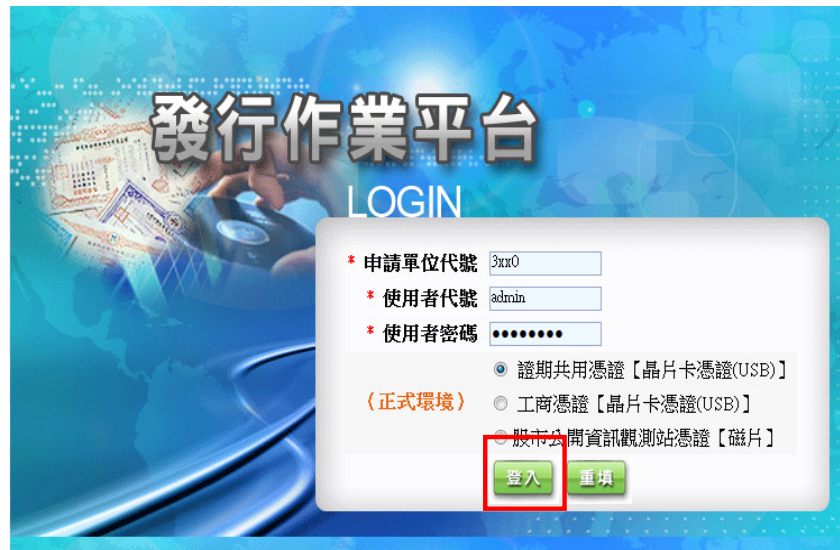 發行作業平台
LOGIN
* 申請單位代號 3xx0
* 使用者代號 admin
* 使用者密碼 ●●●●●●●●
證期共用憑證【晶片卡憑證(USB)】
(正式環境) 工商憑證【晶片卡憑證(USB)】
股市公開資訊觀測站憑證【磁片】
登入 重填